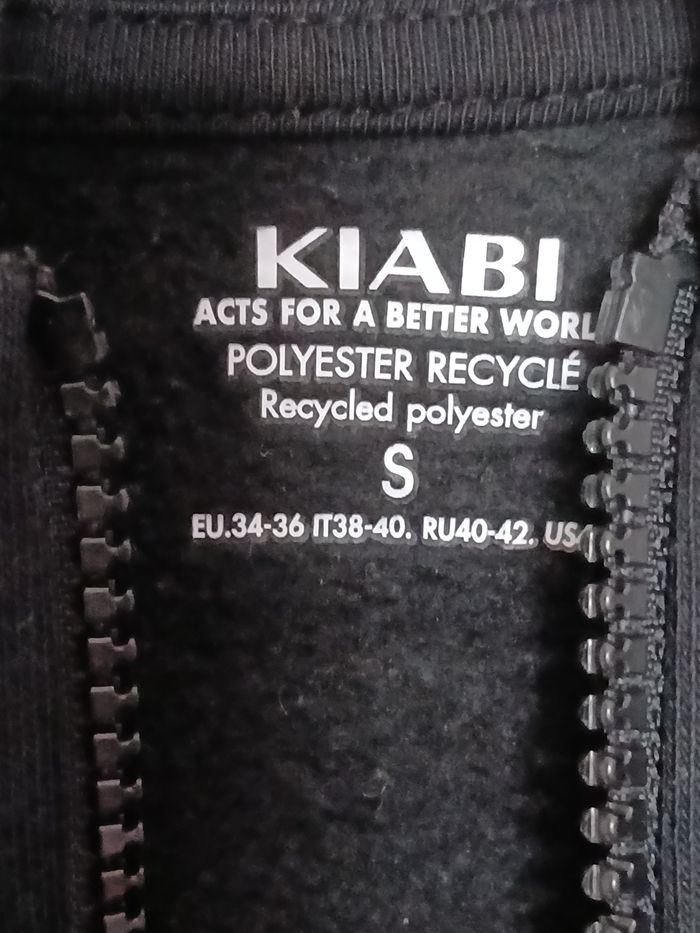 KIABI
ACTS FOR A BETTER WORL
POLYESTER RECYCLÉ
Recycled polyester
S
EU.34-36 IT38-40. RU40-42. US